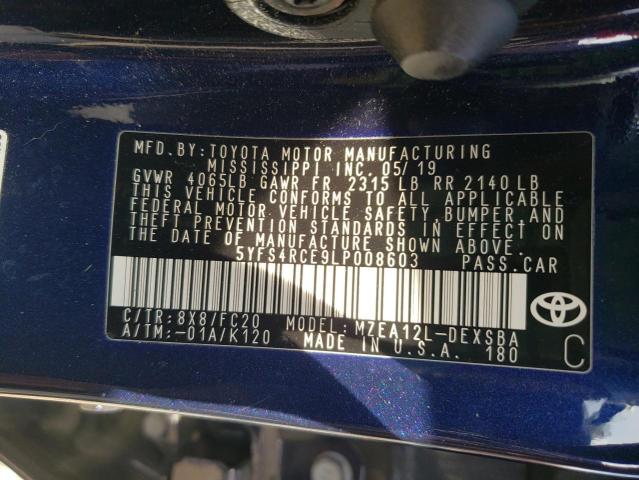 MFD.BY:TOYOTA MOTOR MANUFACTURING
MISSISSIPPI INC. 05/19
GVWR 4065LB GAWR FR 2315 LB RR 2140 LB
THIS VEHICLE CONFORMS TO ALL APPLICABLE
FEDERAL MOTOR VEHICLE SAFETY, BUMPER AND
THEFT PREVENTION STANDARDS IN EFFECT ON
THE DATE OF MANUFACTURE SHOWN ABOVE.
5YFS4RCE9LP008603 PASS.CAR
C/TR:8X8/FC20 MODEL:MZEA12L-DEXSBA
A/TM:-01A/K120 MADE IN U.S.A. 180
C